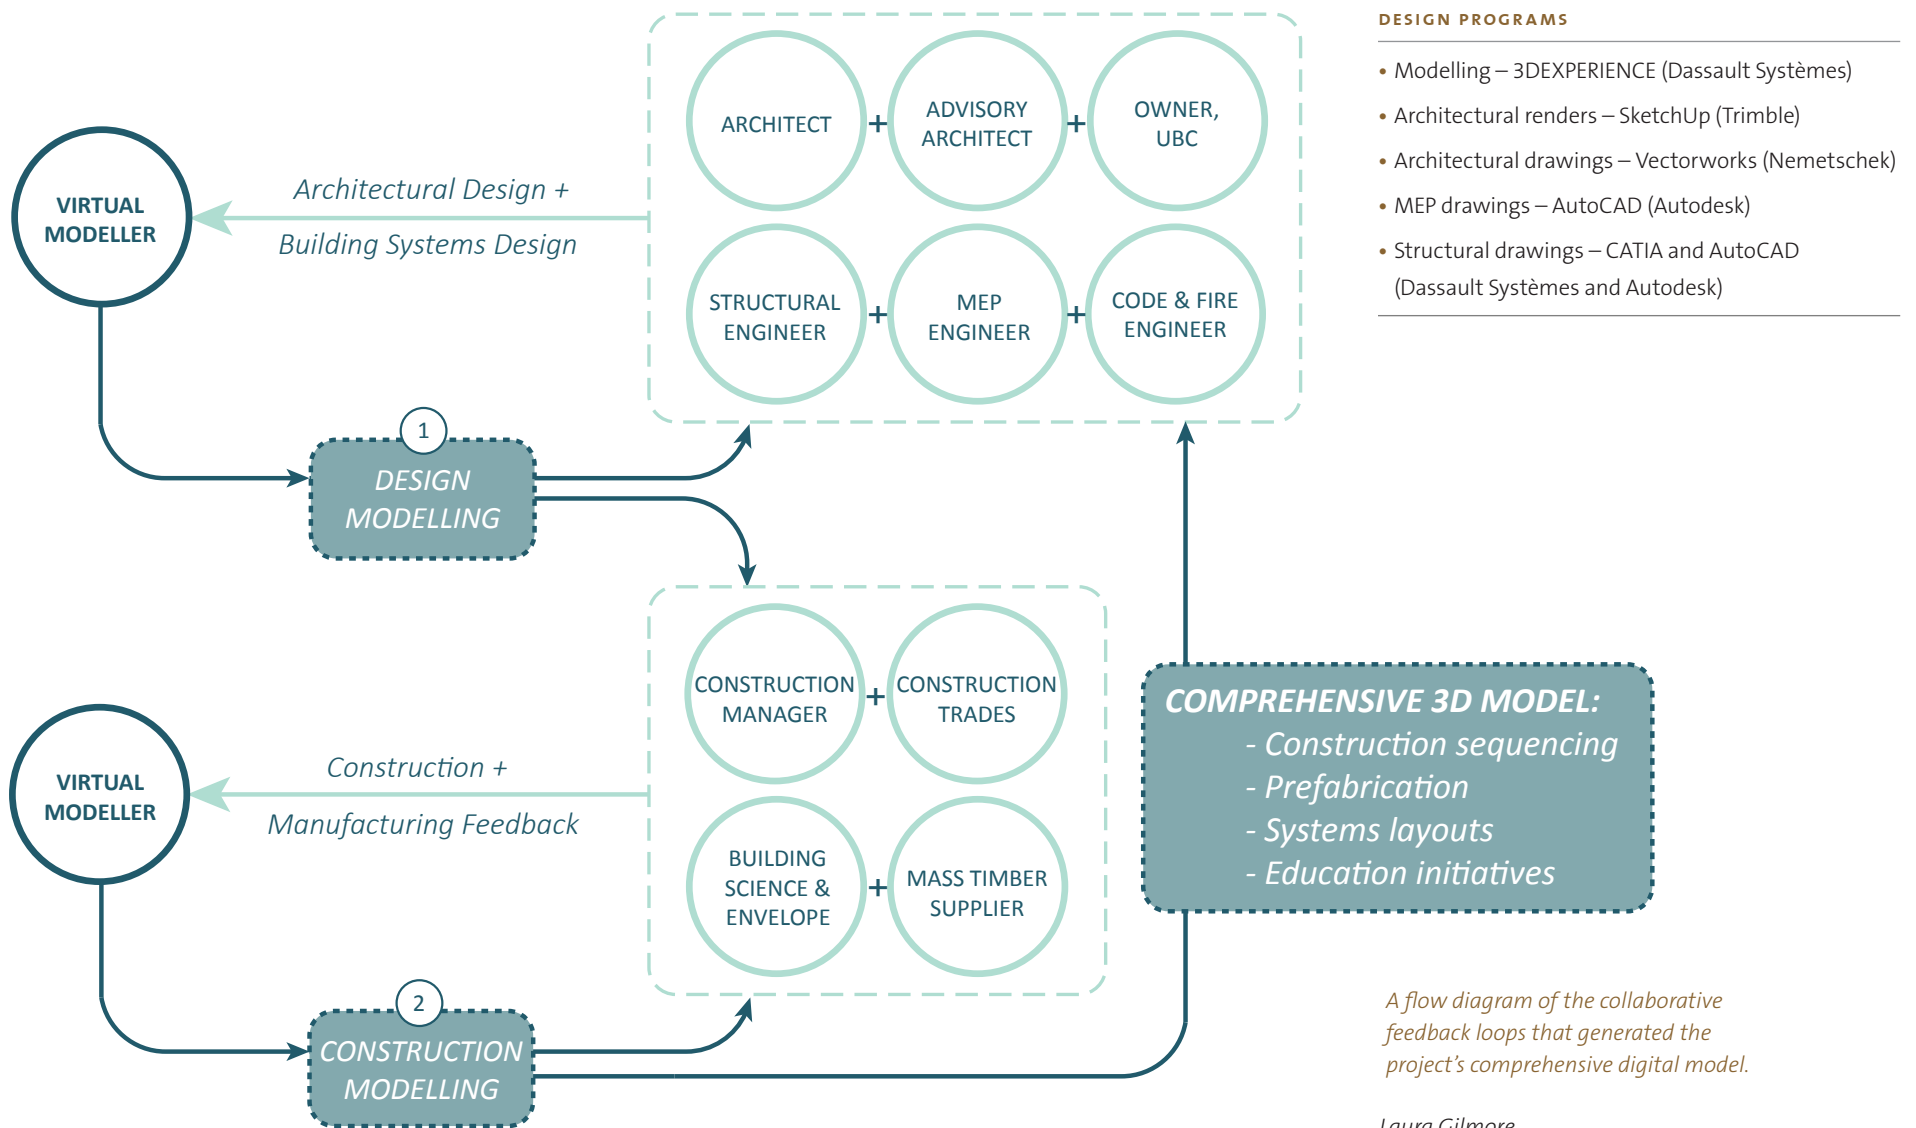 DESIGN PROGRAMS
• Modelling – 3DEXPERIENCE (Dassault Systèmes)
• Architectural renders – SketchUp (Trimble)
• Architectural drawings – Vectorworks (Nemetschek)
• MEP drawings – AutoCAD (Autodesk)
• Structural drawings – CATIA and AutoCAD
(Dassault Systèmes and Autodesk)
ARCHITECT
+
ADVISORY
ARCHITECT
+
OWNER,
UBC
VIRTUAL
MODELLER
Architectural Design +
Building Systems Design
STRUCTURAL
ENGINEER
+
MEP
ENGINEER
+
CODE & FIRE
ENGINEER
1
DESIGN
MODELLING
CONSTRUCTION
MANAGER
+
CONSTRUCTION
TRADES
VIRTUAL
MODELLER
Construction +
Manufacturing Feedback
BUILDING
SCIENCE &
ENVELOPE
+
MASS TIMBER
SUPPLIER
COMPREHENSIVE 3D MODEL:
- Construction sequencing
- Prefabrication
- Systems layouts
- Education initiatives
2
CONSTRUCTION
MODELLING
A flow diagram of the collaborative
feedback loops that generated the
project's comprehensive digital model.
Laura Gilmore